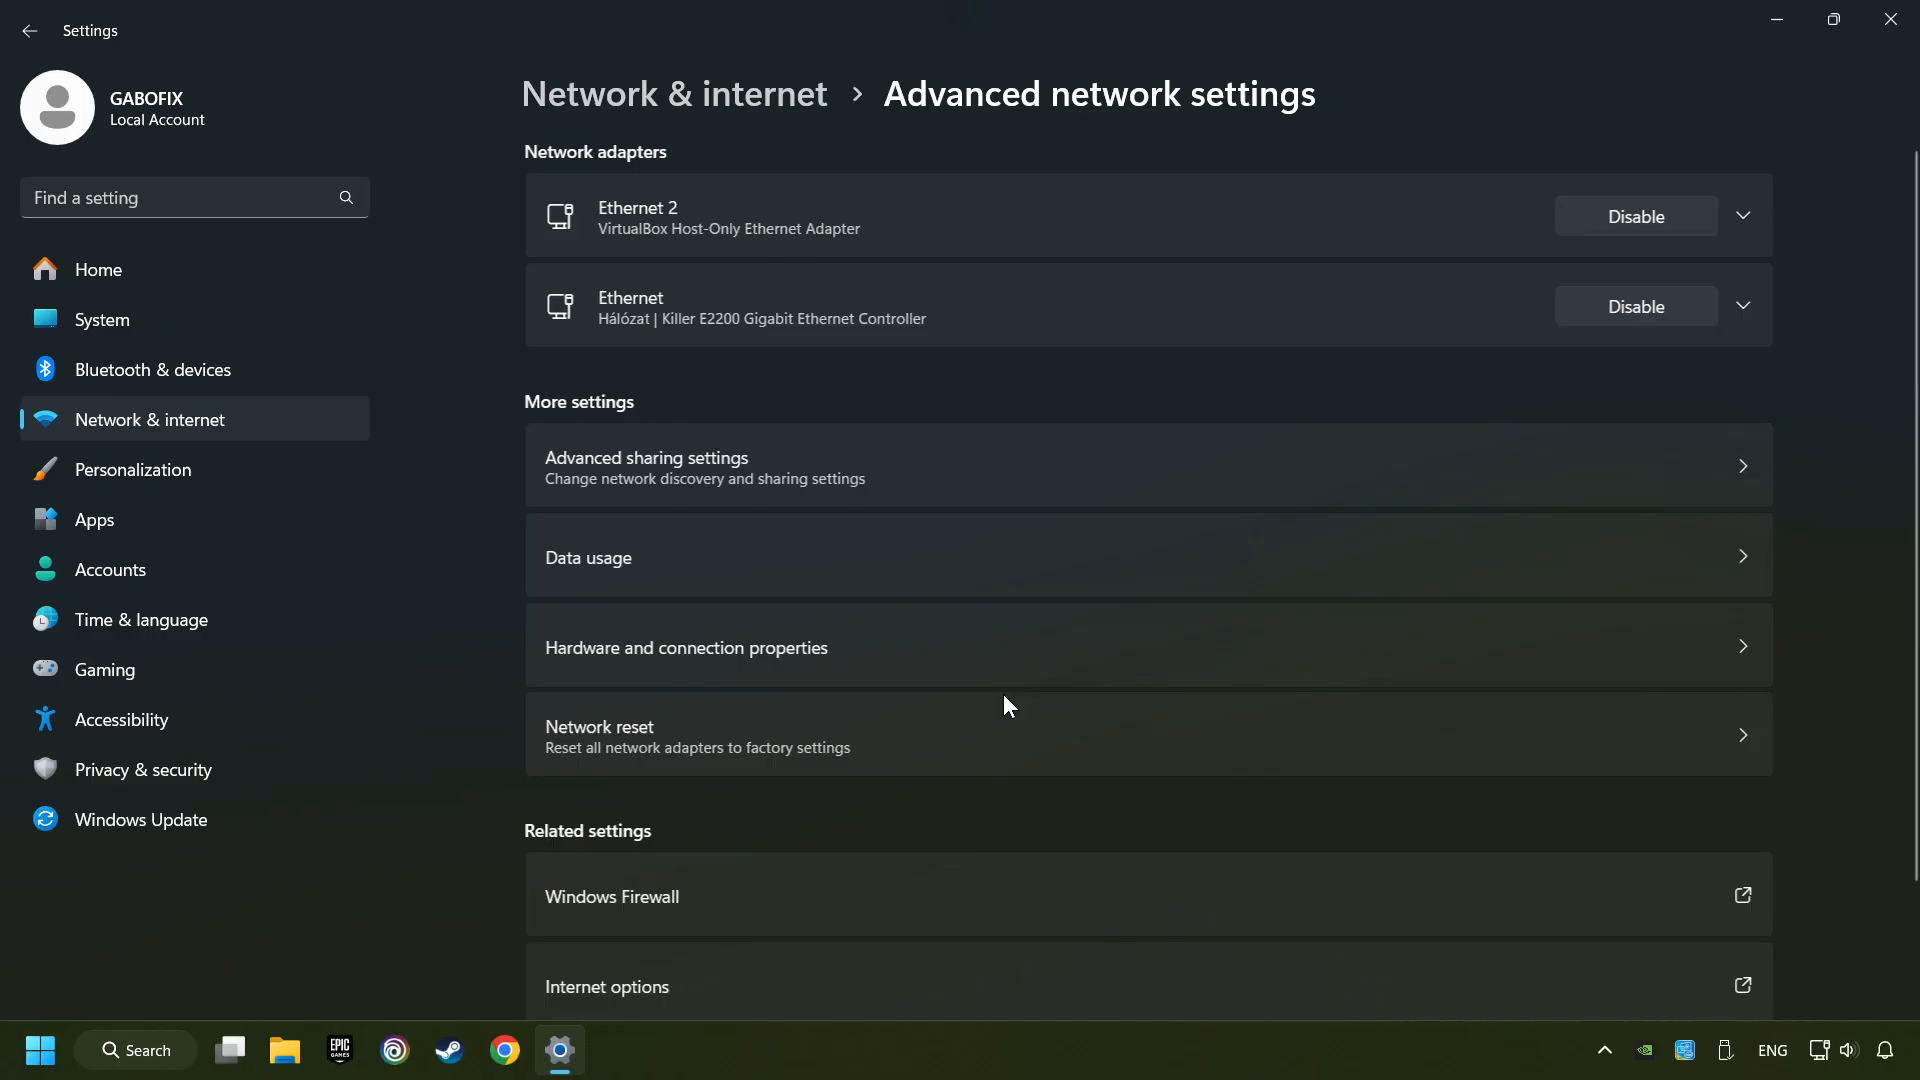 Settings
GABOFIX
Local Account
Find a setting
Home
System
Bluetooth & devices
Network & internet
Personalization
Apps
Accounts
Time & language
Gaming
Accessibility
Privacy & security
Windows Update
Network & internet > Advanced network settings
Network adapters
Ethernet 2
VirtualBox Host-Only Ethernet Adapter
Disable
Ethernet
Hálózat | Killer E2200 Gigabit Ethernet Controller
Disable
More settings
Advanced sharing settings
Change network discovery and sharing settings
Data usage
Hardware and connection properties
Network reset
Reset all network adapters to factory settings
Related settings
Windows Firewall
Internet options
Search
EPIC
GAMES
ENG